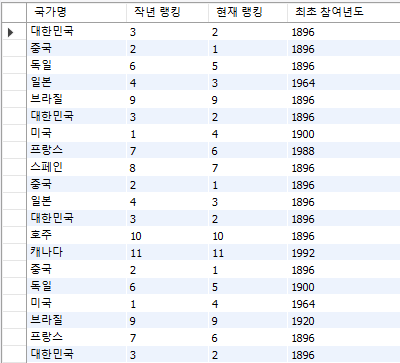 국가명 작년 랭킹 현재 랭킹 최초 참여년도
대한민국 3 2 1896
중국 2 1 1896
독일 6 5 1896
일본 4 3 1964
브라질 9 9 1896
대한민국 3 2 1896
미국 1 4 1900
프랑스 7 6 1988
스페인 8 7 1896
중국 2 1 1896
일본 4 3 1896
대한민국 3 2 1896
호주 10 10 1896
캐나다 11 11 1992
중국 2 1 1896
독일 6 5 1900
미국 1 4 1964
브라질 9 9 1920
프랑스 7 6 1896
대한민국 3 2 1896